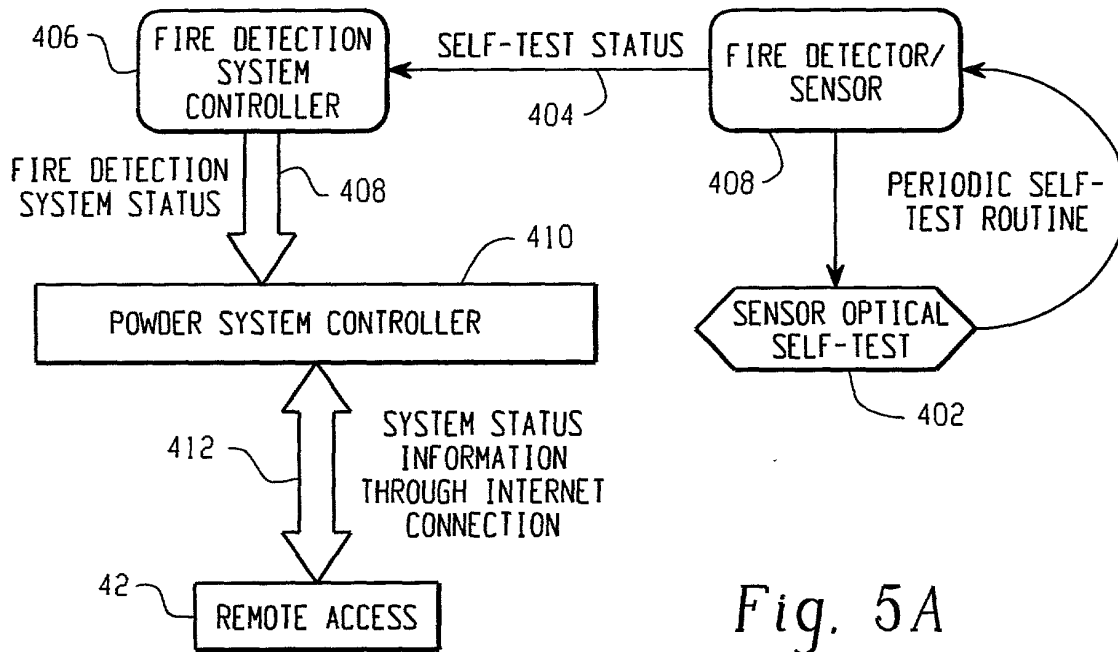 406
FIRE DETECTION
SYSTEM
CONTROLLER
SELF-TEST STATUS
404
FIRE DETECTOR/
SENSOR
408
FIRE DETECTION
SYSTEM STATUS
408
PERIODIC SELF-
TEST ROUTINE
410
POWDER SYSTEM CONTROLLER
SENSOR OPTICAL
SELF-TEST
402
412
SYSTEM STATUS
INFORMATION
THROUGH INTERNET
CONNECTION
42
REMOTE ACCESS
Fig. 5A